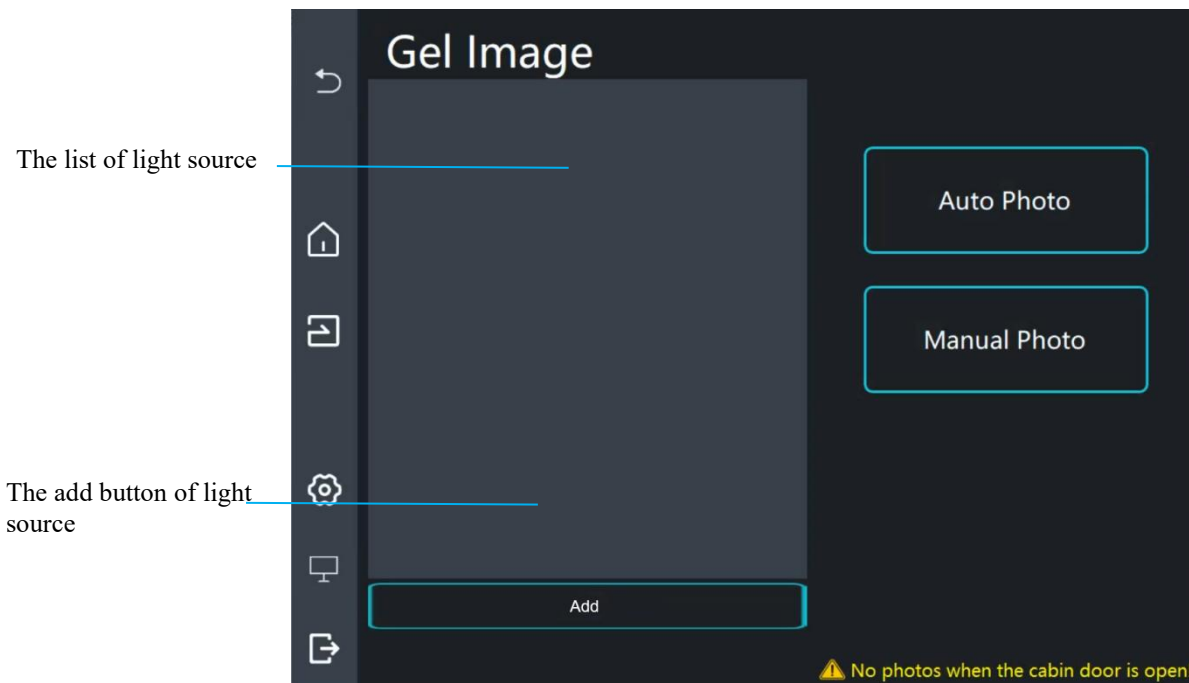 Gel Image
The list of light source
Auto Photo
Manual Photo
The add button of light
source
Add
No photos when the cabin door is open